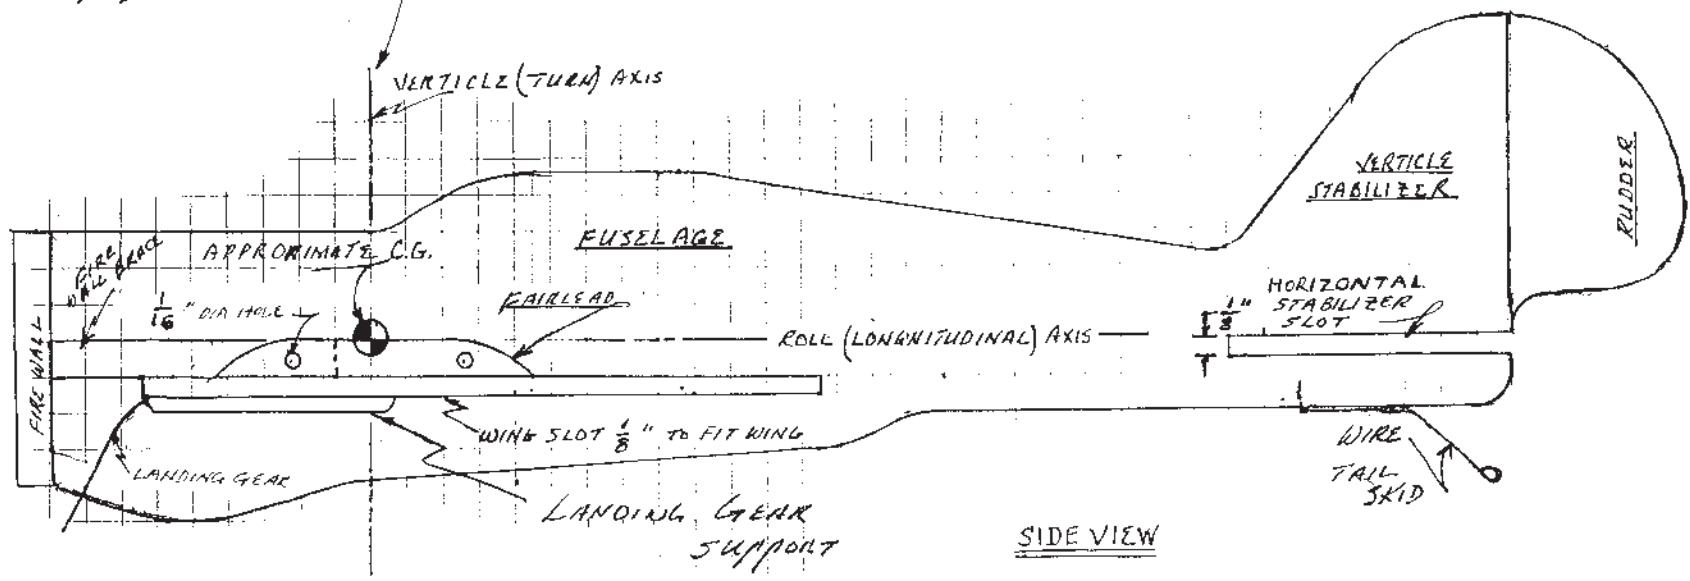 VERTICLE (TURN) AXIS
VERTICLE
STABILIZER
RUDDER
FUSELAGE
APPROXIMATE C.G.
FIRE
WALL BRACE
1/16" DIA HOLE
FAIRLEAD
HORIZONTAL
STABILIZER
SLOT
1/8"
ROLL (LONGNITUDINAL) AXIS
FIRE WALL
WING SLOT 1/8" TO FIT WING
LANDING GEAR
LANDING GEAR
SUPPORT
WIRE
TAIL
SKID
SIDE VIEW